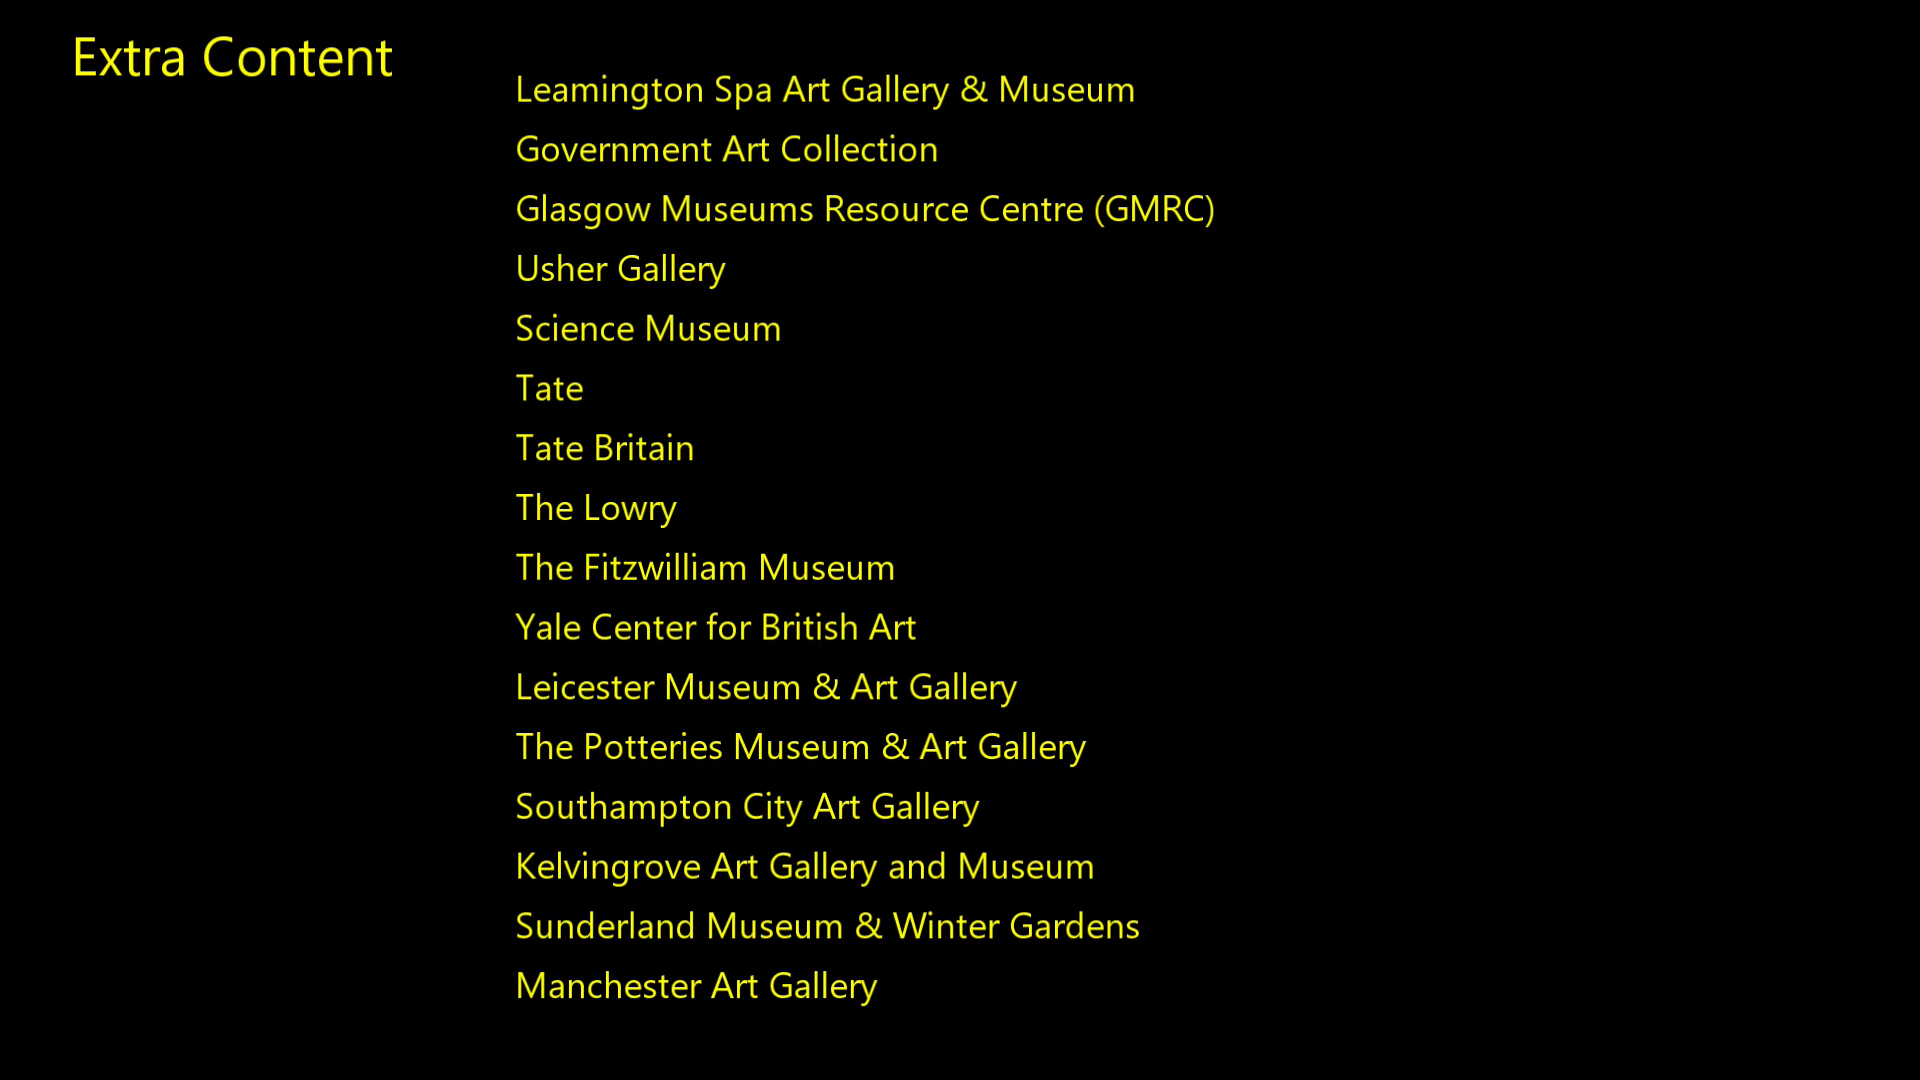 Extra Content
Leamington Spa Art Gallery & Museum
Government Art Collection
Glasgow Museums Resource Centre (GMRC)
Usher Gallery
Science Museum
Tate
Tate Britain
The Lowry
The Fitzwilliam Museum
Yale Center for British Art
Leicester Museum & Art Gallery
The Potteries Museum & Art Gallery
Southampton City Art Gallery
Kelvingrove Art Gallery and Museum
Sunderland Museum & Winter Gardens
Manchester Art Gallery